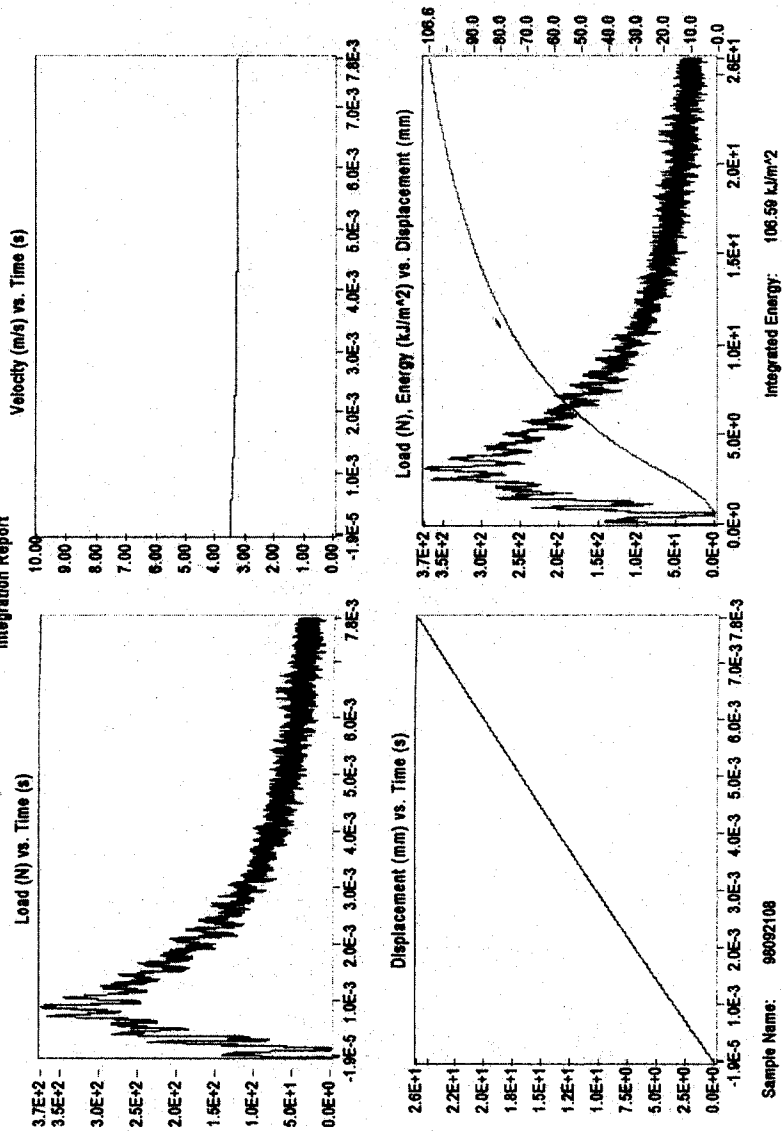 Integration Report
Load (N) vs. Time (s)
3.7E+2
3.5E+2
3.0E+2
2.5E+2
2.0E+2
1.5E+2
1.0E+2
5.0E+1
0.0E+0
-1.9E-5 1.0E-3 2.0E-3 3.0E-3 4.0E-3 5.0E-3 6.0E-3 7.8E-3
Velocity (m/s) vs. Time (s)
10.00
9.00
8.00
7.00
6.00
5.00
4.00
3.00
2.00
1.00
0.00
-1.9E-5 1.0E-3 2.0E-3 3.0E-3 4.0E-3 5.0E-3 6.0E-3 7.0E-3 7.8E-3
Displacement (mm) vs. Time (s)
2.6E+1
2.2E+1
2.0E+1
1.7E+1
1.5E+1
1.2E+1
1.0E+1
7.5E+0
5.0E+0
2.5E+0
0.0E+0
-1.9E-5 1.0E-3 2.0E-3 3.0E-3 4.0E-3 5.0E-3 6.0E-3 7.0E-3 7.8E-3
Load (N), Energy (kJ/m^2) vs. Displacement (mm)
3.7E+2
3.5E+2
3.0E+2
2.5E+2
2.0E+2
1.5E+2
1.0E+2
5.0E+1
0.0E+0
-106.6
-90.0
-80.0
-70.0
-60.0
-50.0
-40.0
-30.0
-20.0
-10.0
-0.0
0.0E+0 5.0E+0 1.0E+1 1.5E+1 2.0E+1 2.6E+1
Sample Name: 98092108
Integrated Energy: 106.59 kJ/m^2